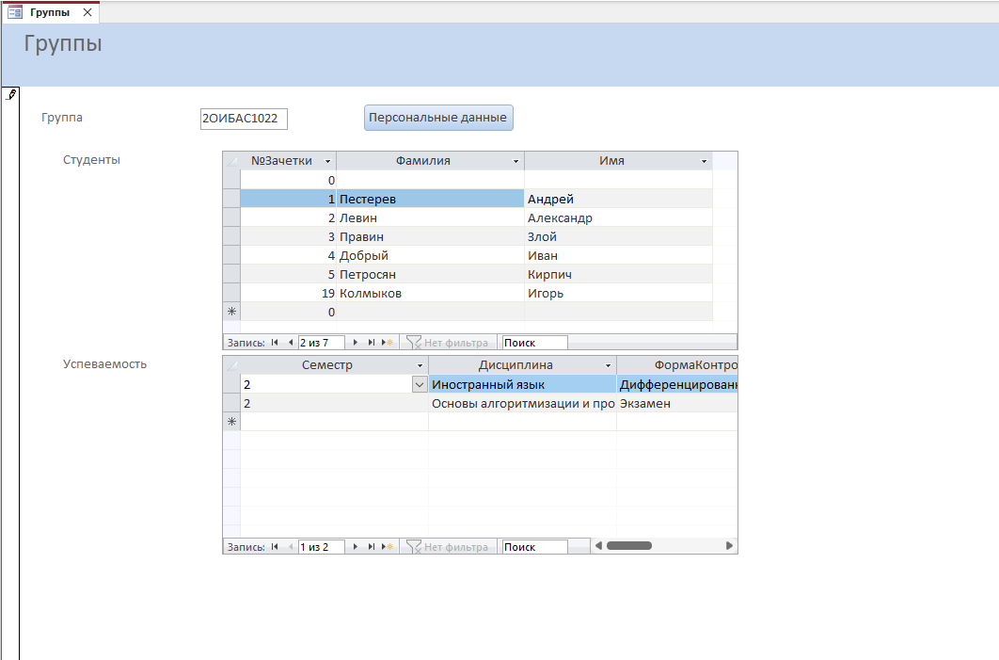 Группы
Группы
Группа 2ОИБАС1022 Персональные данные
Студенты №Зачетки Фамилия Имя
0
1 Пестерев Андрей
2 Левин Александр
3 Правин Злой
4 Добрый Иван
5 Петросян Кирпич
19 Колмыков Игорь
0
Запись: 2 из 7 Нет фильтра Поиск
Успеваемость Семестр Дисциплина ФормаКонтро
2 Иностранный язык Дифференцированн
2 Основы алгоритмизации и про Экзамен
Запись: 1 из 2 Нет фильтра Поиск